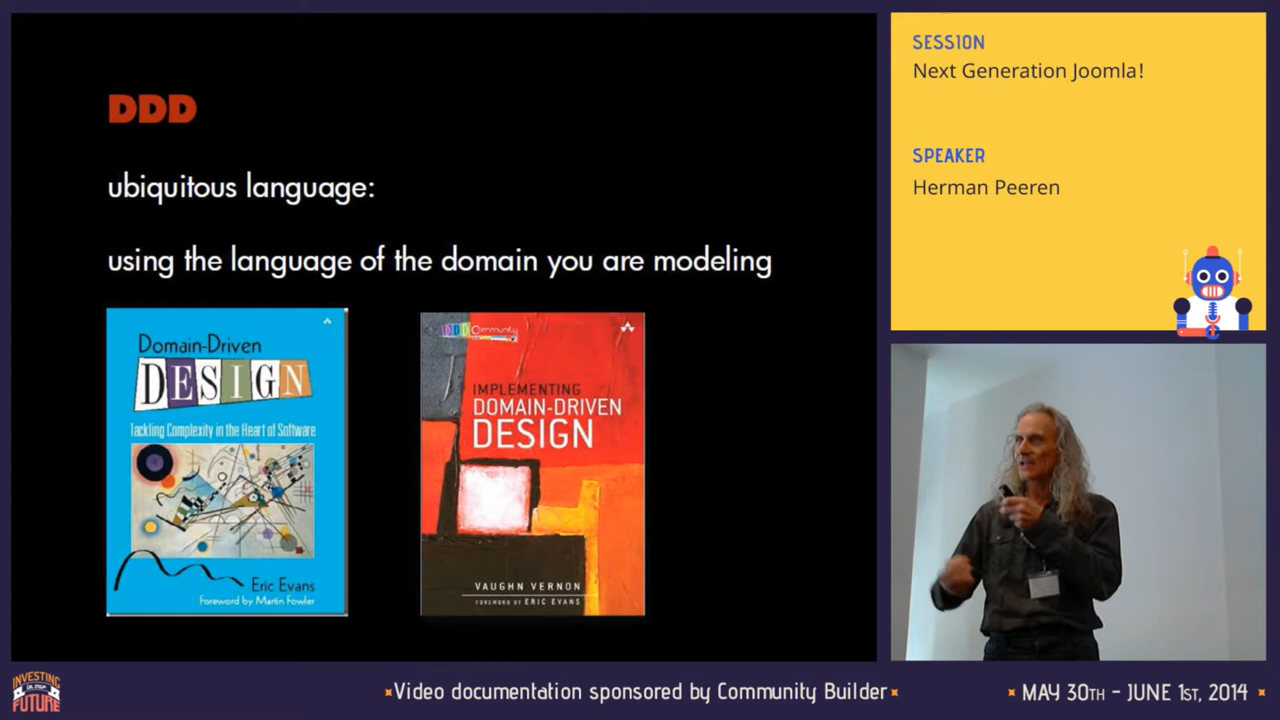 DDD
ubiquitous language:
using the language of the domain you are modeling
Domain-Driven
DESIGN
Tackling Complexity in the Heart of Software
Eric Evans
Foreword by Martin Fowler
DDD Community
IMPLEMENTING
DOMAIN-DRIVEN
DESIGN
VAUGHN VERNON
FOREWORD BY ERIC EVANS
SESSION
Next Generation Joomla!
SPEAKER
Herman Peeren
INVESTING
IN OUR
FUTURE
Video documentation sponsored by Community Builder
MAY 30TH - JUNE 1ST, 2014